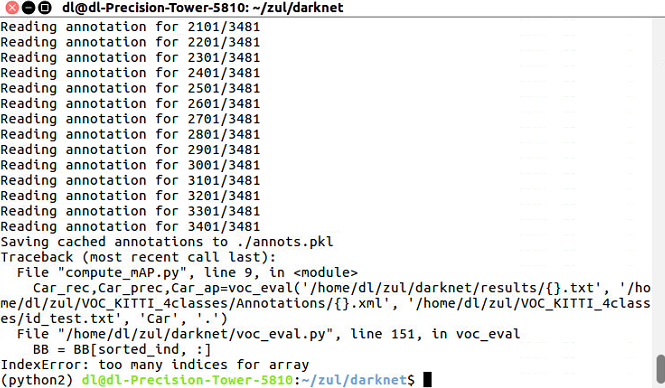 dl@dl-Precision-Tower-5810: ~/zul/darknet
Reading annotation for 2101/3481
Reading annotation for 2201/3481
Reading annotation for 2301/3481
Reading annotation for 2401/3481
Reading annotation for 2501/3481
Reading annotation for 2601/3481
Reading annotation for 2701/3481
Reading annotation for 2801/3481
Reading annotation for 2901/3481
Reading annotation for 3001/3481
Reading annotation for 3101/3481
Reading annotation for 3201/3481
Reading annotation for 3301/3481
Reading annotation for 3401/3481
Saving cached annotations to ./annots.pkl
Traceback (most recent call last):
  File "compute_mAP.py", line 9, in <module>
    Car_rec,Car_prec,Car_ap=voc_eval('/home/dl/zul/darknet/results/{}.txt', '/ho
me/dl/zul/VOC_KITTI_4classes/Annotations/{}.xml', '/home/dl/zul/VOC_KITTI_4class
es/id_test.txt', 'Car', '.')
  File "/home/dl/zul/darknet/voc_eval.py", line 151, in voc_eval
    BB = BB[sorted_ind, :]
IndexError: too many indices for array
(python2) dl@dl-Precision-Tower-5810:~/zul/darknet$